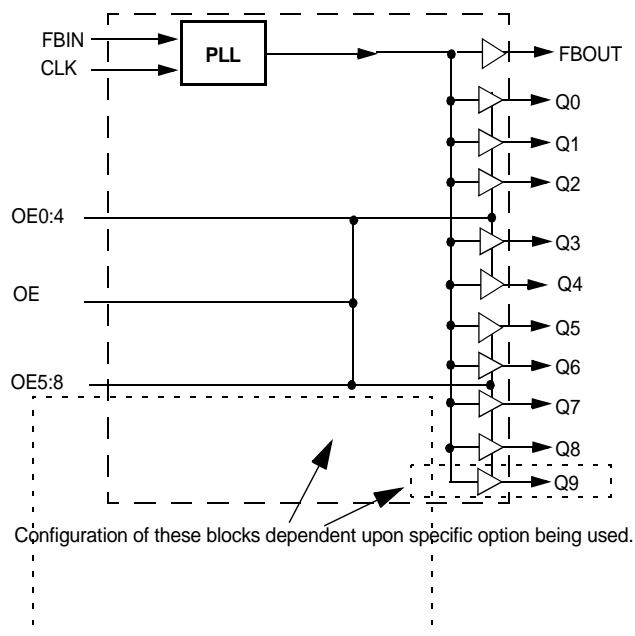 FBIN
CLK
PLL
FBOUT
Q0
Q1
Q2
OE0:4
Q3
Q4
OE
Q5
Q6
OE5:8
Q7
Q8
Q9
Configuration of these blocks dependent upon specific option being used.